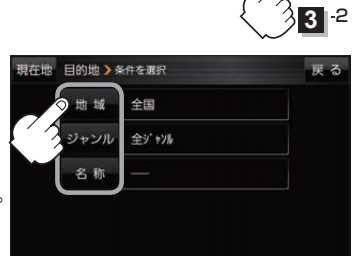 3 -2
現在地 目的地 > 条件を選択 戻る
地域 全国
ジャンル 全ｼﾞｬﾝﾙ
名称 ―
。